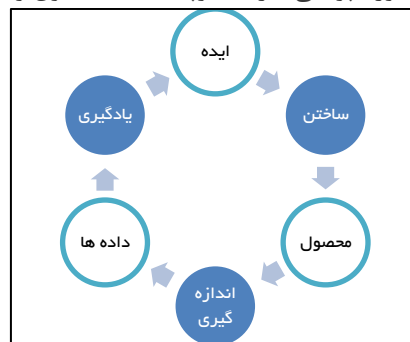 ایده
ساختن
محصول
اندازه
گیری
داده ها
یادگیری